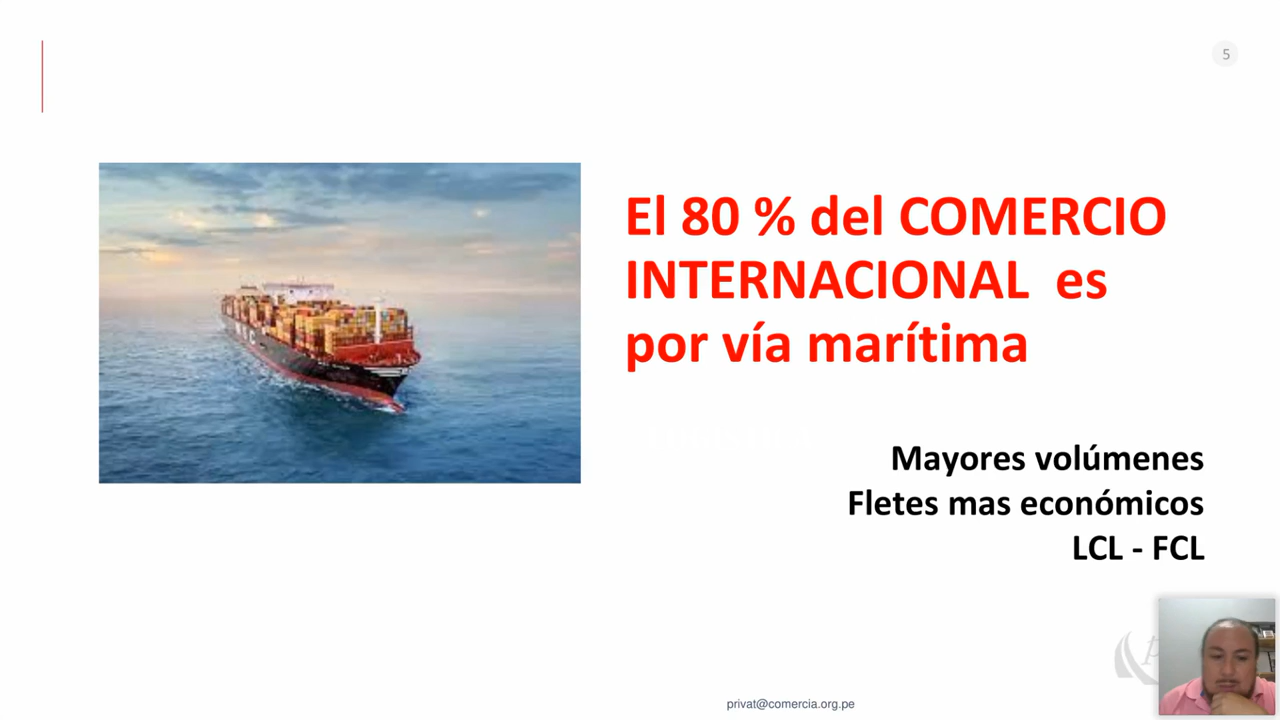 5
El 80 % del COMERCIO
INTERNACIONAL es
por vía marítima
Mayores volúmenes
Fletes mas económicos
LCL - FCL
privat@comercia.org.pe